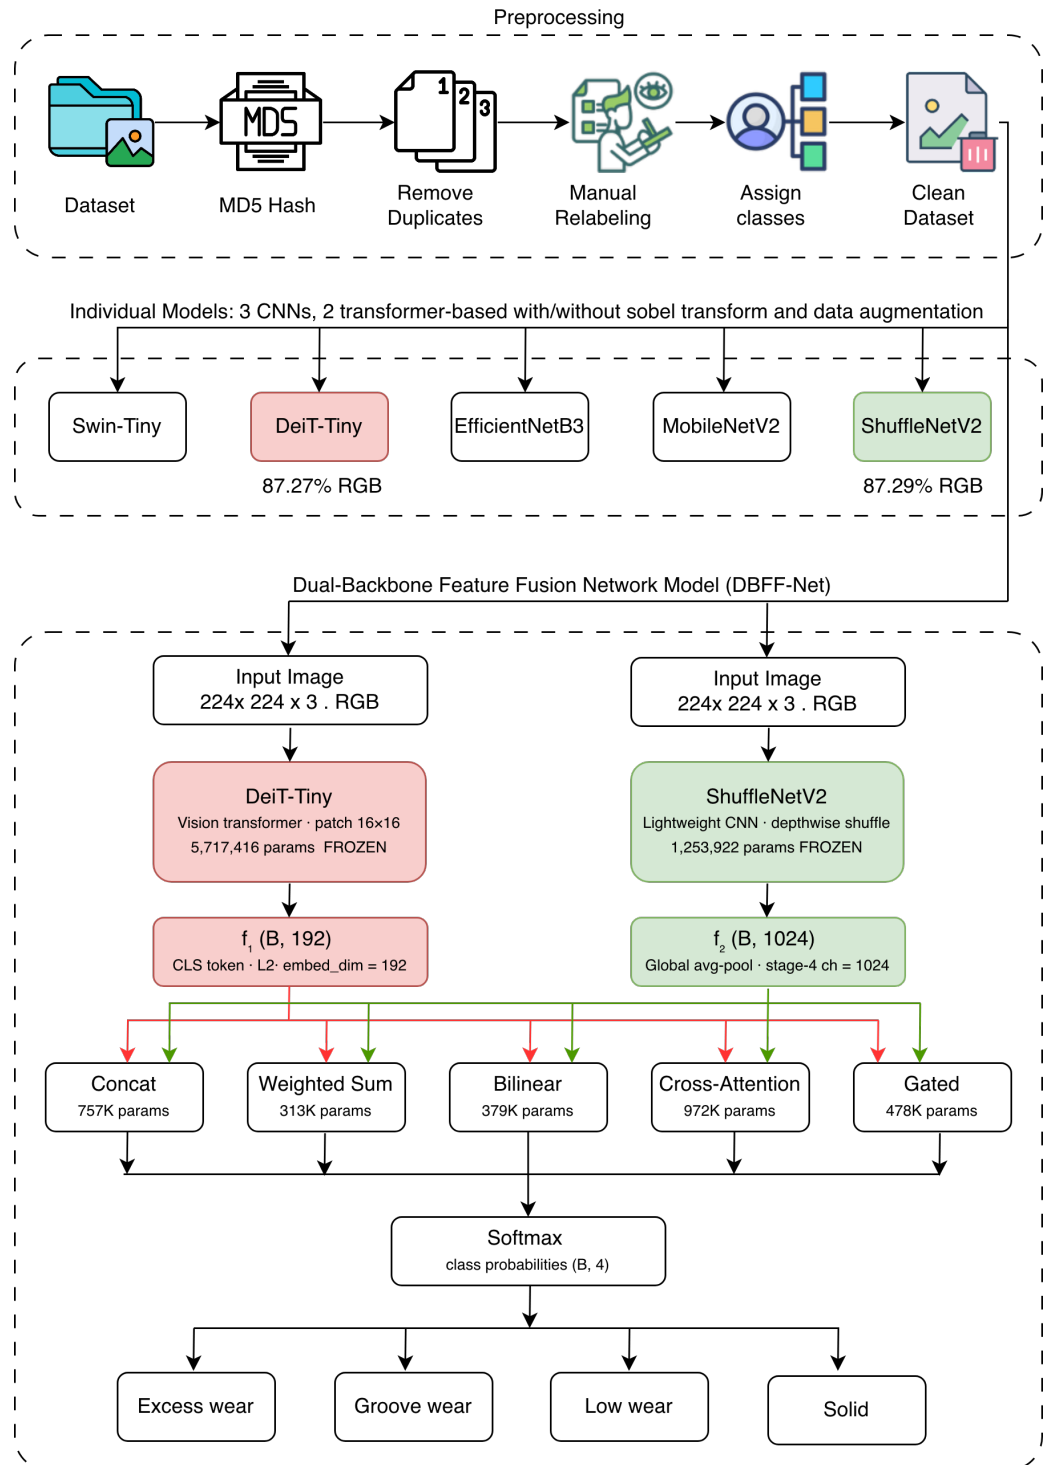 Preprocessing
MD5
1
2
3
Dataset
MD5 Hash
Remove
Duplicates
Manual
Relabeling
Assign
classes
Clean
Dataset
Individual Models: 3 CNNs, 2 transformer-based with/without sobel transform and data augmentation
Swin-Tiny
DeiT-Tiny
EfficientNetB3
MobileNetV2
ShuffleNetV2
87.27% RGB
87.29% RGB
Dual-Backbone Feature Fusion Network Model (DBFF-Net)
Input Image
224x 224 x 3 . RGB
Input Image
224x 224 x 3 . RGB
DeiT-Tiny
Vision transformer · patch 16×16
5,717,416 params FROZEN
ShuffleNetV2
Lightweight CNN · depthwise shuffle
1,253,922 params FROZEN
f₁ (B, 192)
CLS token · L2· embed_dim = 192
f₂ (B, 1024)
Global avg-pool · stage-4 ch = 1024
Concat
757K params
Weighted Sum
313K params
Bilinear
379K params
Cross-Attention
972K params
Gated
478K params
Softmax
class probabilities (B, 4)
Excess wear
Groove wear
Low wear
Solid